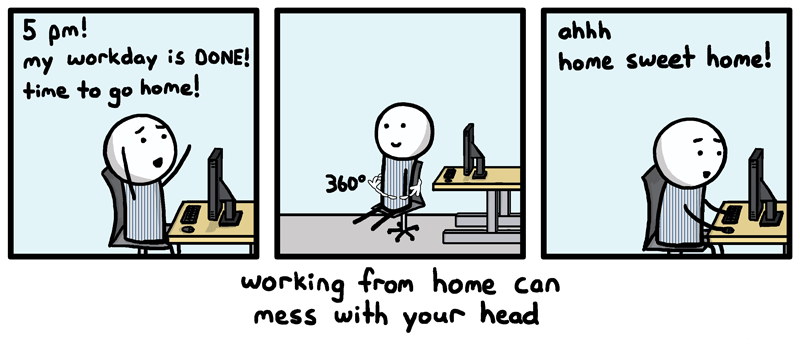 5 pm!
my workday is DONE!
time to go home!
360°
ahhh
home sweet home!
working from home can
mess with your head